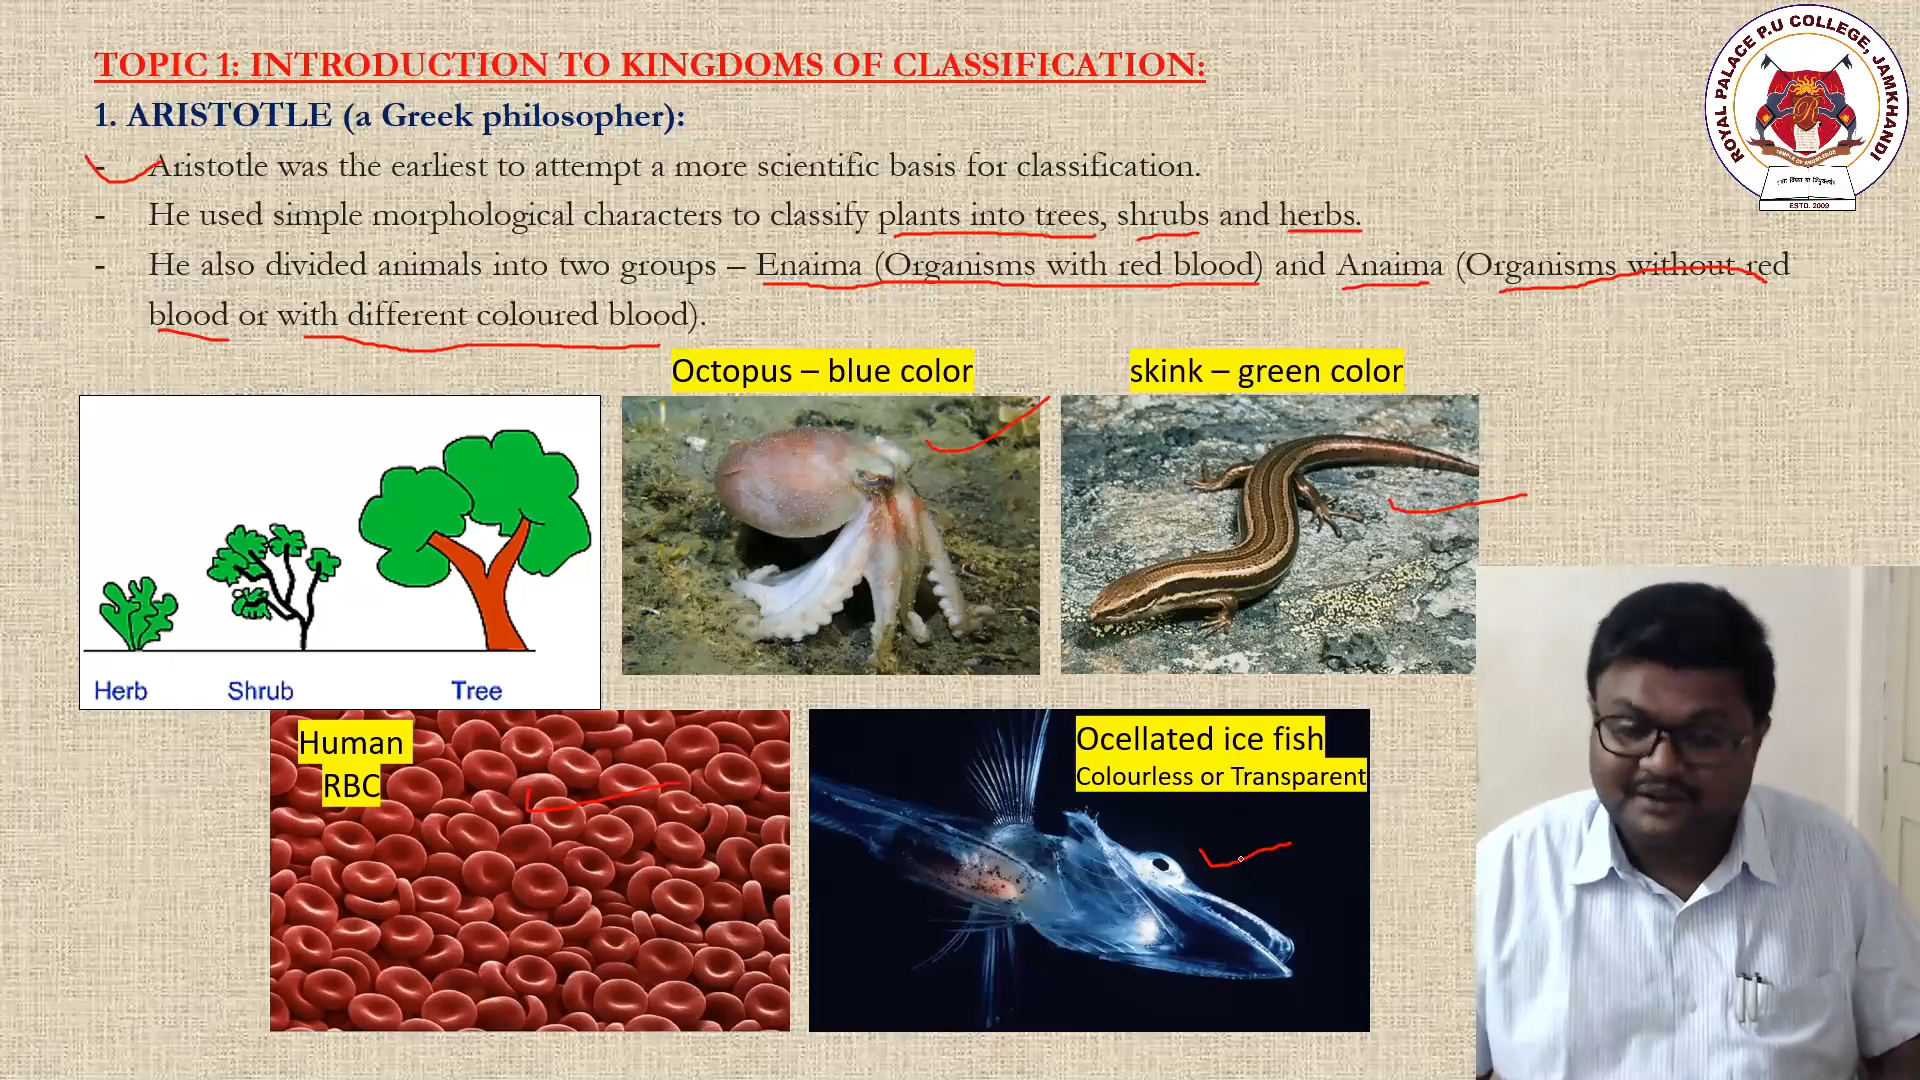 TOPIC 1: INTRODUCTION TO KINGDOMS OF CLASSIFICATION:
1. ARISTOTLE (a Greek philosopher):
- Aristotle was the earliest to attempt a more scientific basis for classification.
- He used simple morphological characters to classify plants into trees, shrubs and herbs.
- He also divided animals into two groups – Enaima (Organisms with red blood) and Anaima (Organisms without red
blood or with different coloured blood).
Octopus – blue color
skink – green color
Herb Shrub Tree
Human
RBC
Ocellated ice fish
Colourless or Transparent
ROYAL PALACE P.U COLLEGE, JAMKHANDI
R
TEMPLE OF KNOWLEDGE
ESTD. 2009